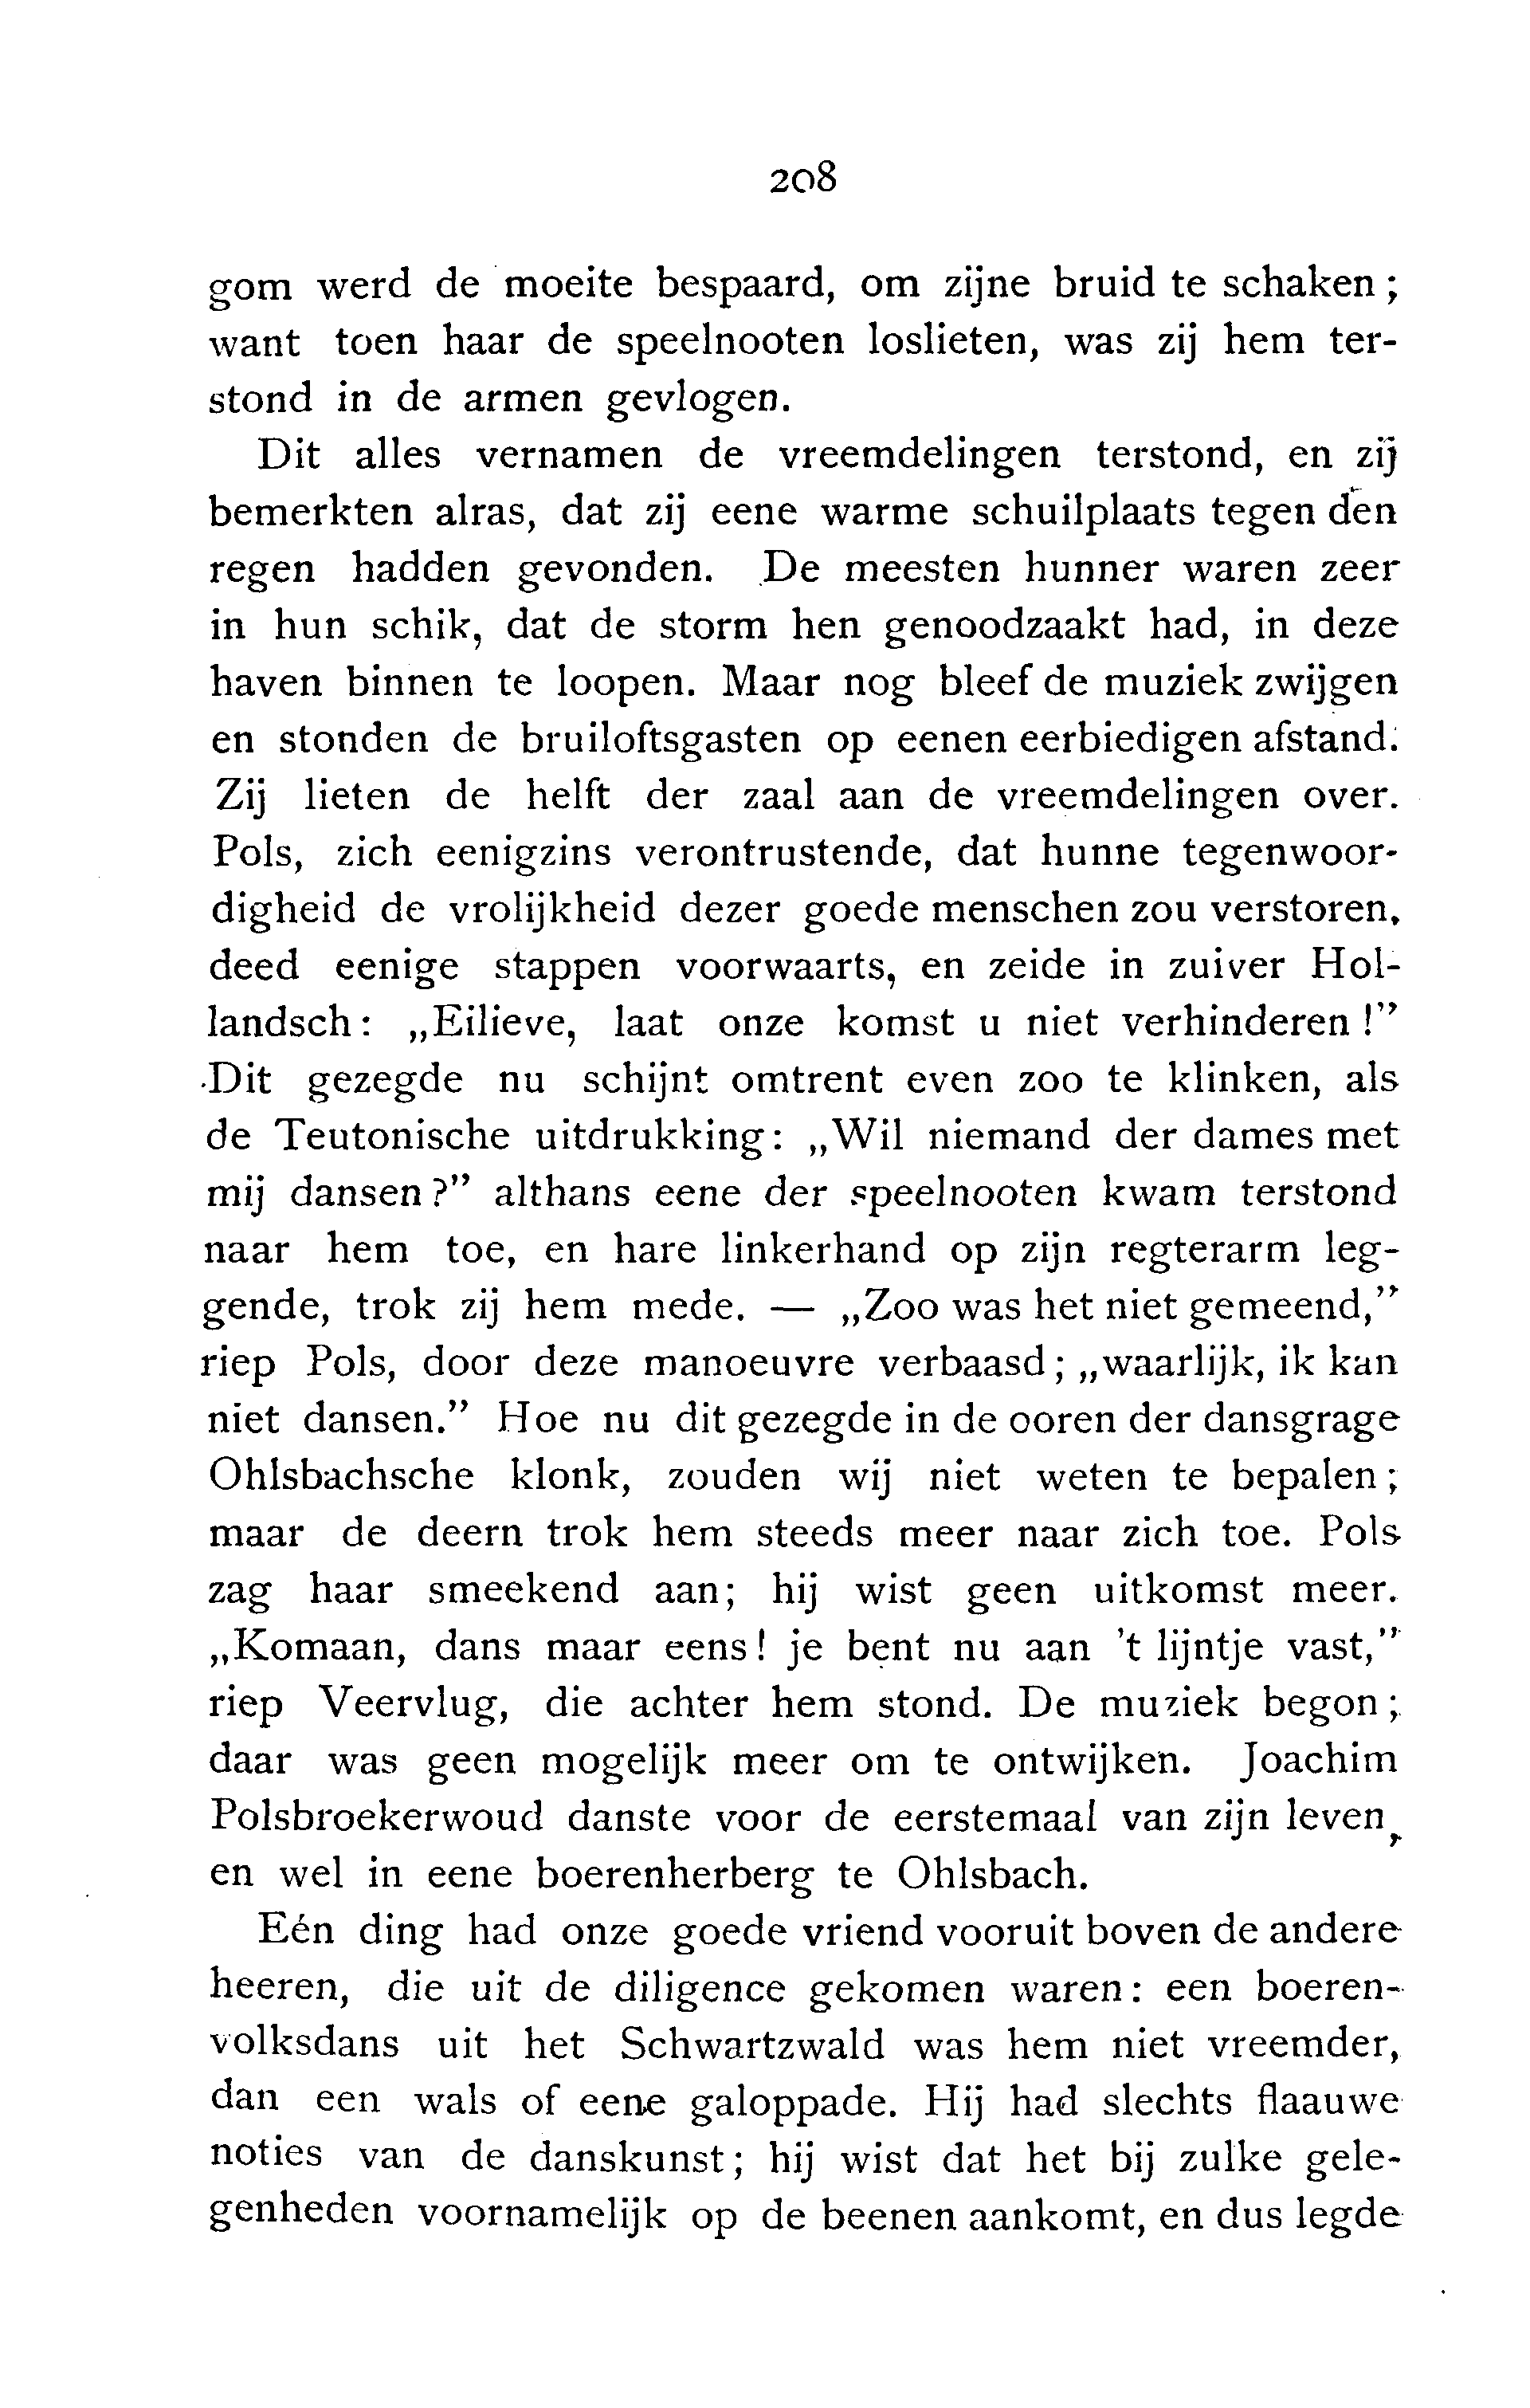 208
gom werd de moeite bespaard, om zijne bruid te schaken;
want toen haar de speelnooten loslieten, was zij hem ter-
stond in de armen gevlogen.
Dit alles vernamen de vreemdelingen terstond, en zij
bemerkten alras, dat zij eene warme schuilplaats tegen den
regen hadden gevonden. De meesten hunner waren zeer
in hun schik, dat de storm hen genoodzaakt had, in deze
haven binnen te loopen. Maar nog bleef de muziek zwijgen
en stonden de bruiloftsgasten op eenen eerbiedigen afstand.
Zij lieten de helft der zaal aan de vreemdelingen over.
Pols, zich eenigzins verontrustende, dat hunne tegenwoor-
digheid de vrolijkheid dezer goede menschen zou verstoren,
deed eenige stappen voorwaarts, en zeide in zuiver Hol-
landsch: „Eilieve, laat onze komst u niet verhinderen!”
Dit gezegde nu schijnt omtrent even zoo te klinken, als
de Teutonische uitdrukking: „Wil niemand der dames met
mij dansen?” althans eene der speelnooten kwam terstond
naar hem toe, en hare linkerhand op zijn regterarm leg-
gende, trok zij hem mede. — „Zoo was het niet gemeend,”
riep Pols, door deze manoeuvre verbaasd; „waarlijk, ik kan
niet dansen.” Hoe nu dit gezegde in de ooren der dansgrage
Ohlsbachsche klonk, zouden wij niet weten te bepalen;
maar de deern trok hem steeds meer naar zich toe. Pols
zag haar smeekend aan; hij wist geen uitkomst meer.
„Komaan, dans maar eens! je bent nu aan 't lijntje vast,”
riep Veervlug, die achter hem stond. De muziek begon;
daar was geen mogelijk meer om te ontwijken. Joachim
Polsbroekerwoud danste voor de eerstemaal van zijn leven,
en wel in eene boerenherberg te Ohlsbach.
Eén ding had onze goede vriend vooruit boven de andere
heeren, die uit de diligence gekomen waren: een boeren-
volksdans uit het Schwartzwald was hem niet vreemder,
dan een wals of eene galoppade. Hij had slechts flaauwe
noties van de danskunst; hij wist dat het bij zulke gele-
genheden voornamelijk op de beenen aankomt, en dus legde